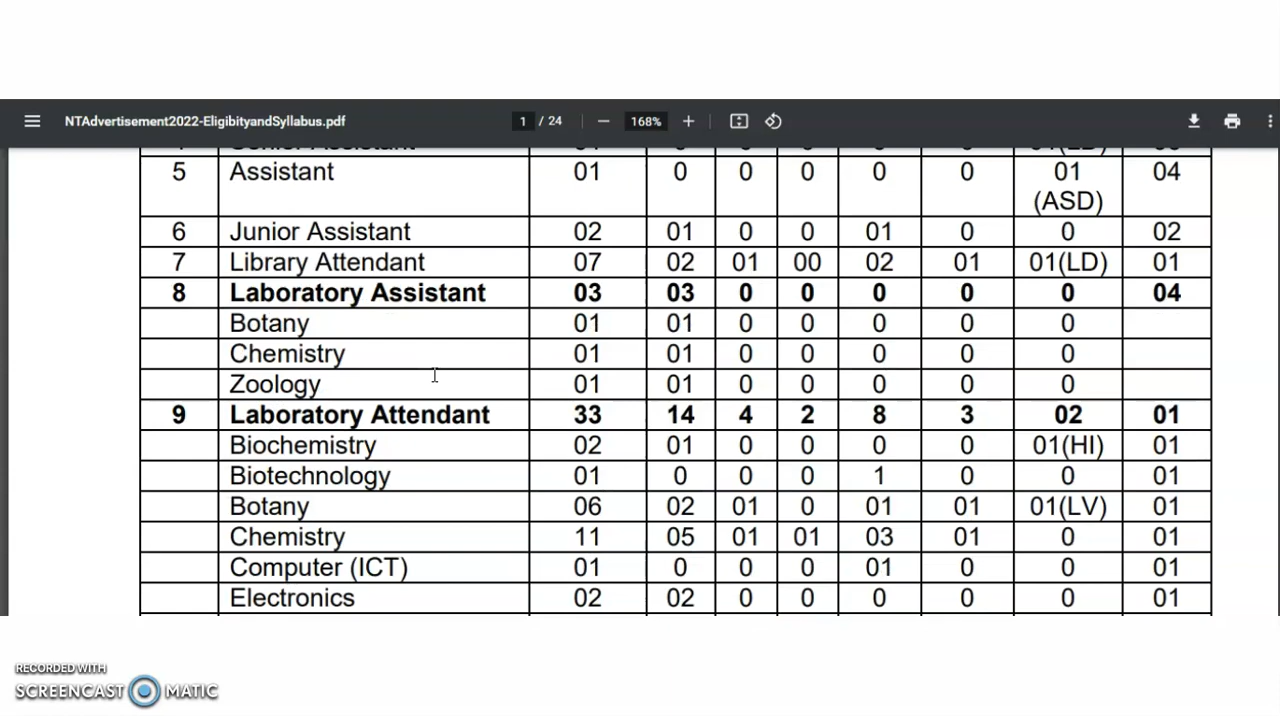 NTAdvertisement2022-EligibityandSyllabus.pdf 1 / 24 168%
5 Assistant 01 0 0 0 0 0 01 04
(ASD)
6 Junior Assistant 02 01 0 0 01 0 0 02
7 Library Attendant 07 02 01 00 02 01 01(LD) 01
8 Laboratory Assistant 03 03 0 0 0 0 0 04
Botany 01 01 0 0 0 0 0
Chemistry 01 01 0 0 0 0 0
Zoology 01 01 0 0 0 0 0
9 Laboratory Attendant 33 14 4 2 8 3 02 01
Biochemistry 02 01 0 0 0 0 01(HI) 01
Biotechnology 01 0 0 0 1 0 0 01
Botany 06 02 01 0 01 01 01(LV) 01
Chemistry 11 05 01 01 03 01 0 01
Computer (ICT) 01 0 0 0 01 0 0 01
Electronics 02 02 0 0 0 0 0 01
RECORDED WITH
SCREENCAST MATIC